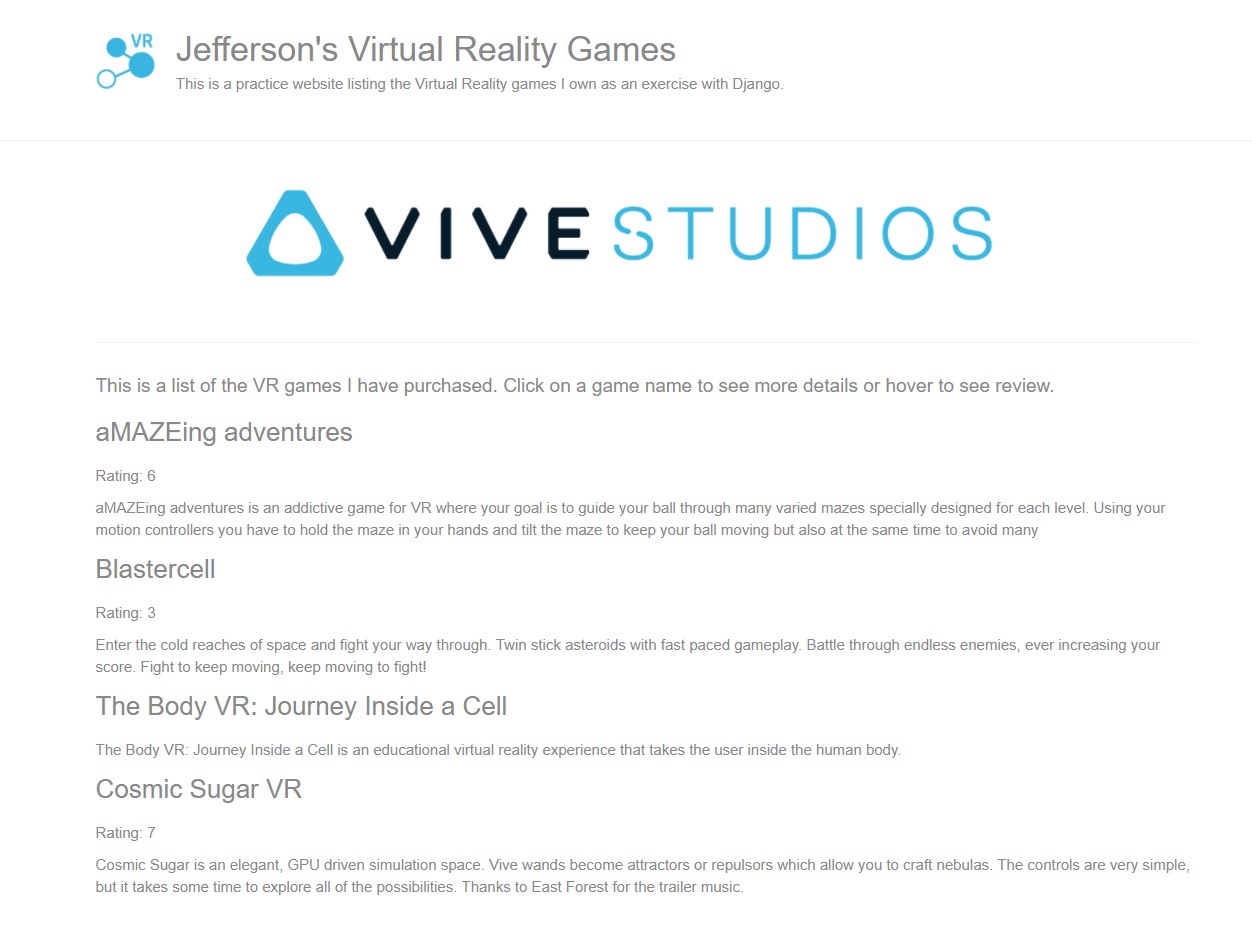 VR
Jefferson's Virtual Reality Games
This is a practice website listing the Virtual Reality games I own as an exercise with Django.
VIVE STUDIOS
This is a list of the VR games I have purchased. Click on a game name to see more details or hover to see review.
aMAZEing adventures
Rating: 6
aMAZEing adventures is an addictive game for VR where your goal is to guide your ball through many varied mazes specially designed for each level. Using your
motion controllers you have to hold the maze in your hands and tilt the maze to keep your ball moving but also at the same time to avoid many
Blastercell
Rating: 3
Enter the cold reaches of space and fight your way through. Twin stick asteroids with fast paced gameplay. Battle through endless enemies, ever increasing your
score. Fight to keep moving, keep moving to fight!
The Body VR: Journey Inside a Cell
The Body VR: Journey Inside a Cell is an educational virtual reality experience that takes the user inside the human body.
Cosmic Sugar VR
Rating: 7
Cosmic Sugar is an elegant, GPU driven simulation space. Vive wands become attractors or repulsors which allow you to craft nebulas. The controls are very simple,
but it takes some time to explore all of the possibilities. Thanks to East Forest for the trailer music.